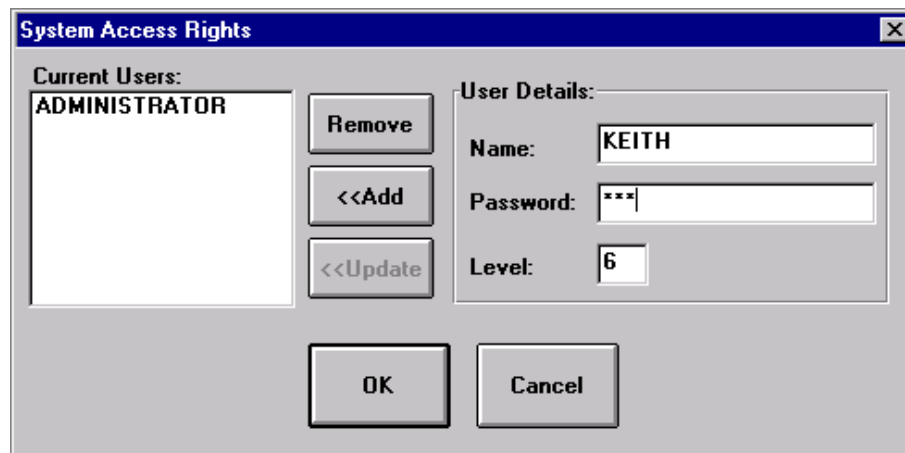 System Access Rights
Current Users:
ADMINISTRATOR
Remove
<<Add
<<Update
User Details:
Name: KEITH
Password: ***
Level: 6
OK
Cancel